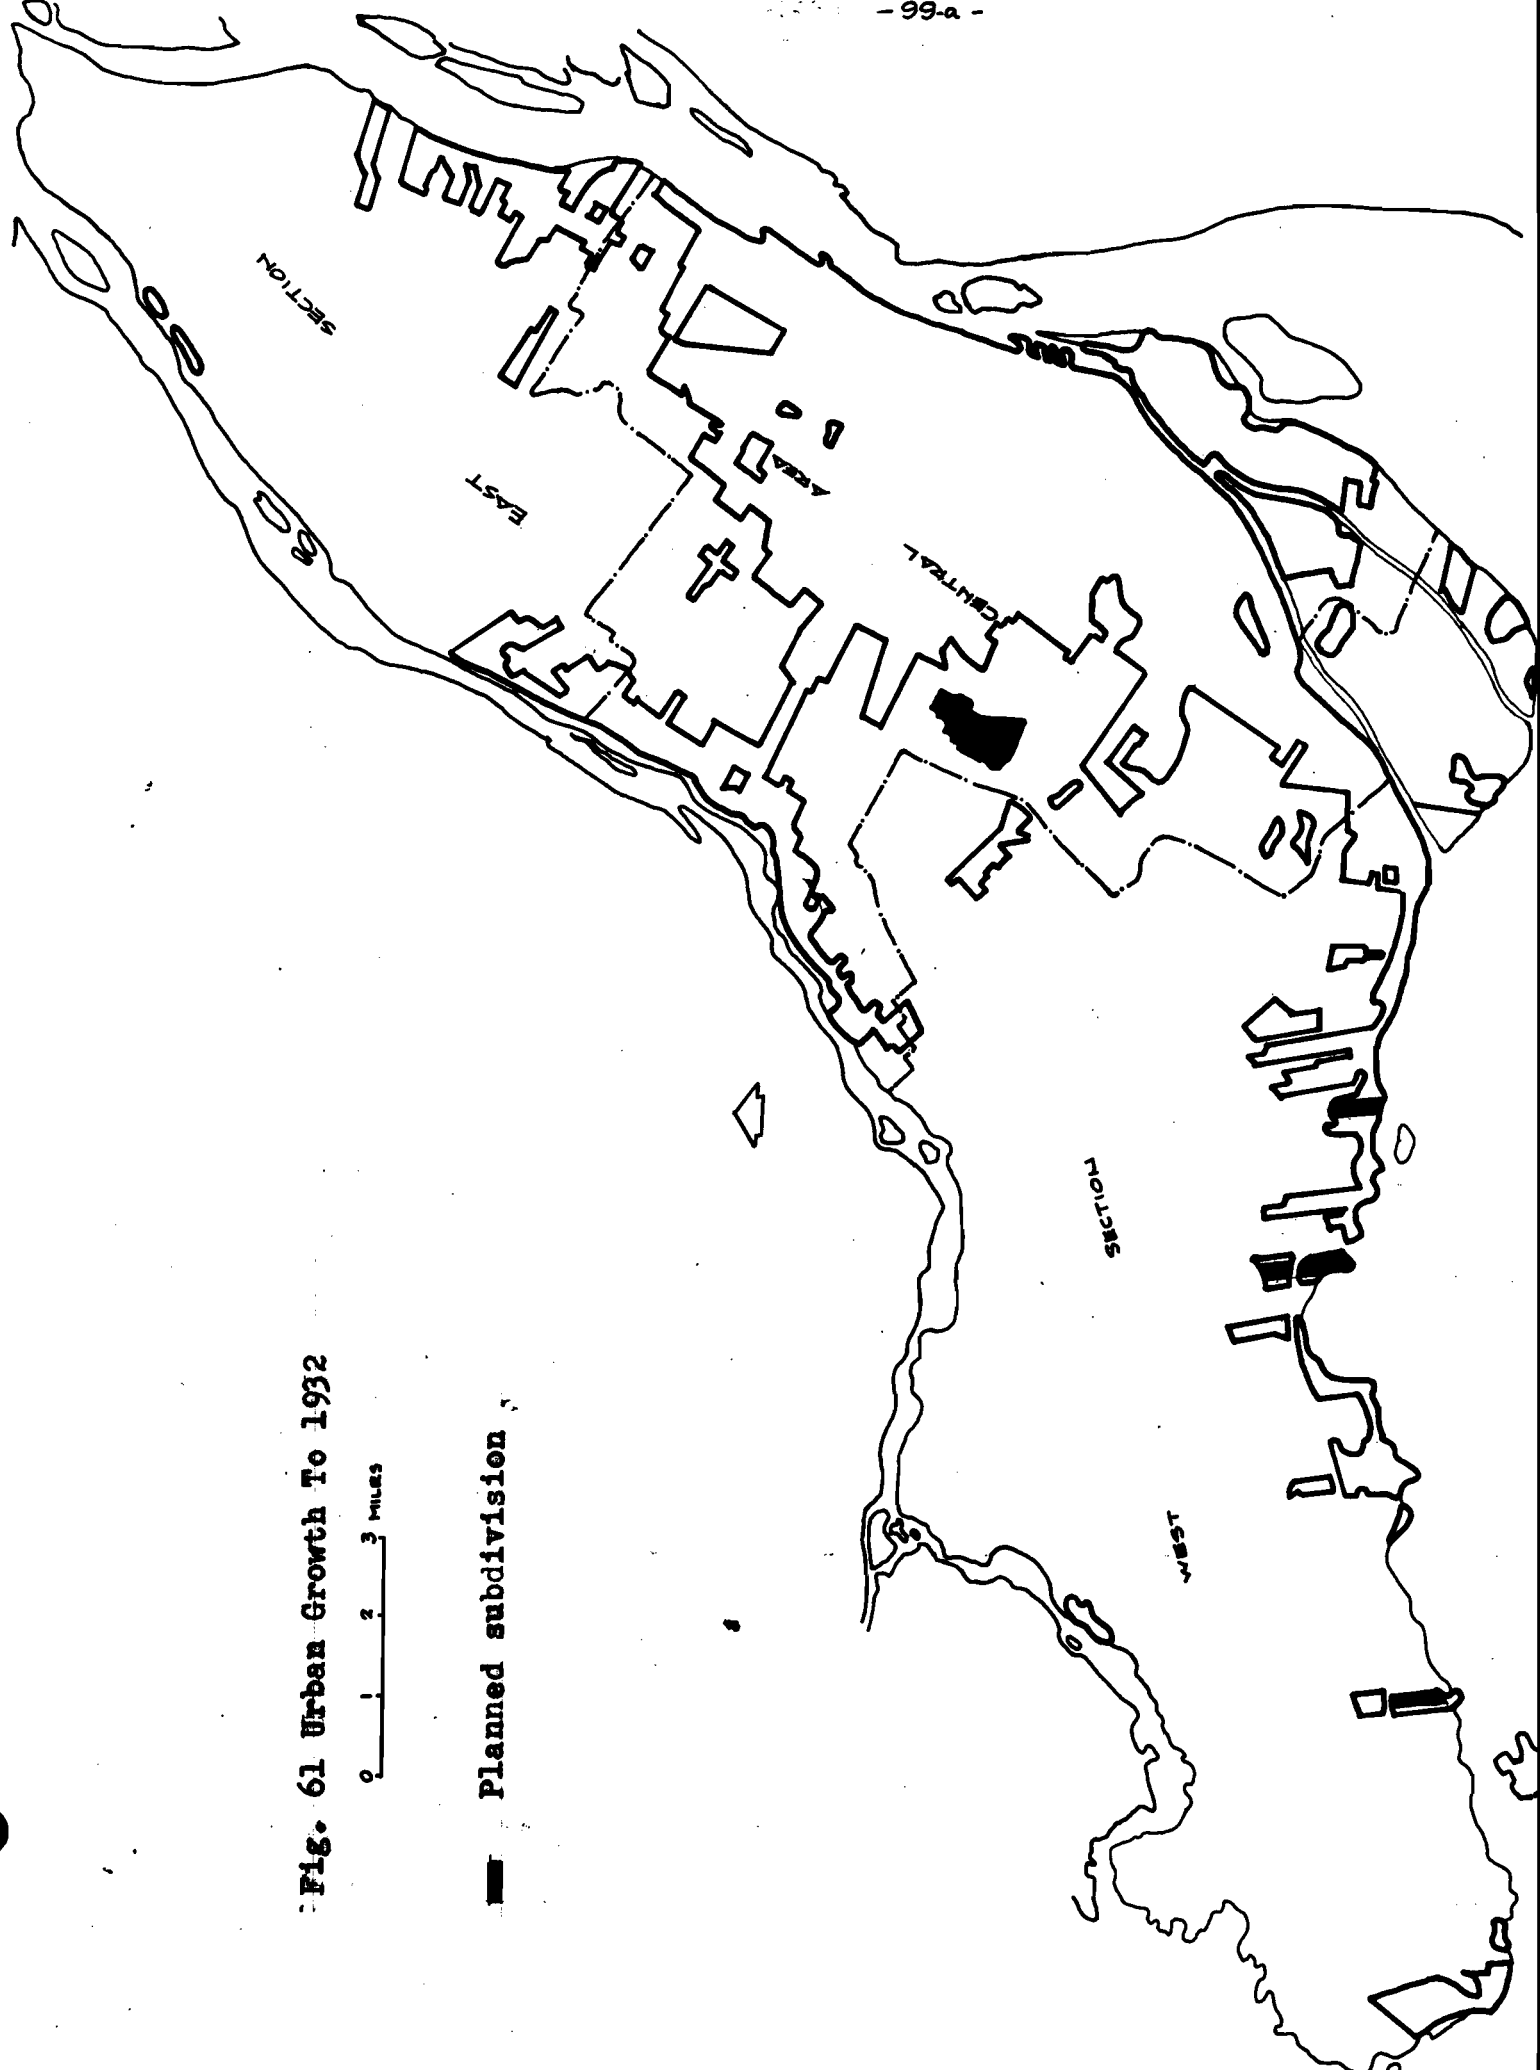 - 99-a -
Fig. 61 Urban Growth To 1932
0 1 2 3 MILES
Planned subdivision
EAST
SECTION
CENTRAL
AREA
WEST
SECTION